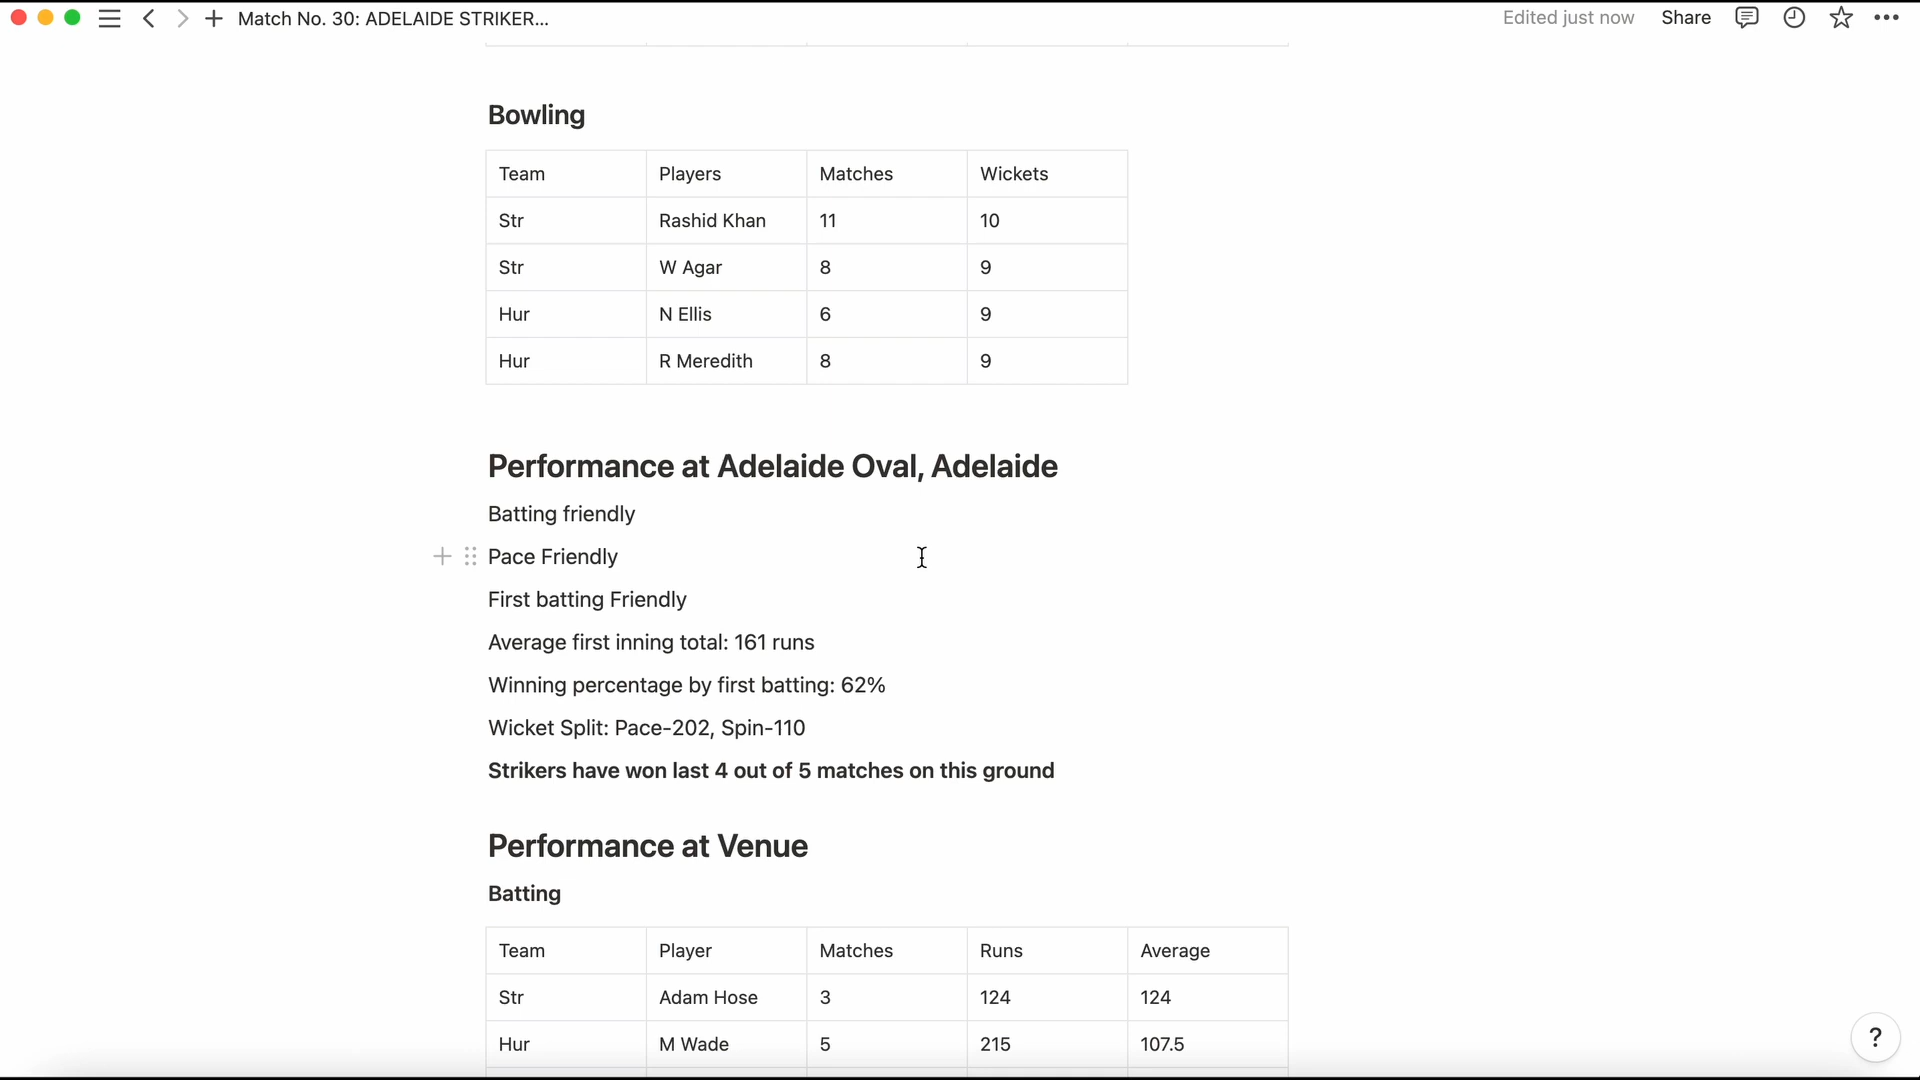 Match No. 30: ADELAIDE STRIKER...
Edited just now
Share
Bowling
Team Players Matches Wickets
Str Rashid Khan 11 10
Str W Agar 8 9
Hur N Ellis 6 9
Hur R Meredith 8 9
Performance at Adelaide Oval, Adelaide
Batting friendly
Pace Friendly
First batting Friendly
Average first inning total: 161 runs
Winning percentage by first batting: 62%
Wicket Split: Pace-202, Spin-110
Strikers have won last 4 out of 5 matches on this ground
Performance at Venue
Batting
Team Player Matches Runs Average
Str Adam Hose 3 124 124
Hur M Wade 5 215 107.5
?